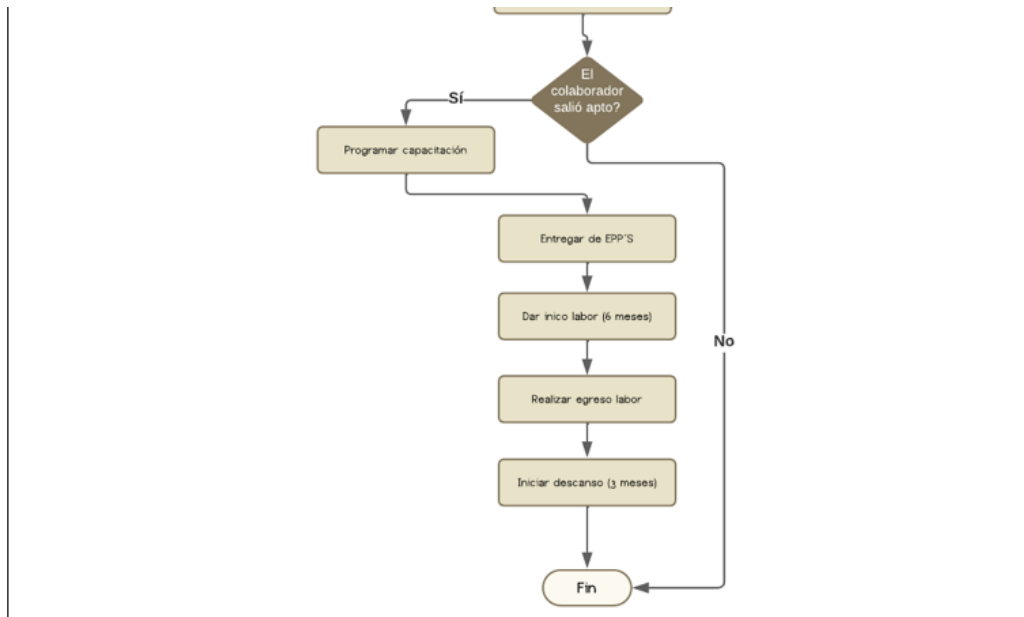 El
colaborador
salió apto?
Sí
Programar capacitación
Entregar de EPP'S
Dar inico labor (6 meses)
No
Realizar egreso labor
Iniciar descanso (3 meses)
Fin